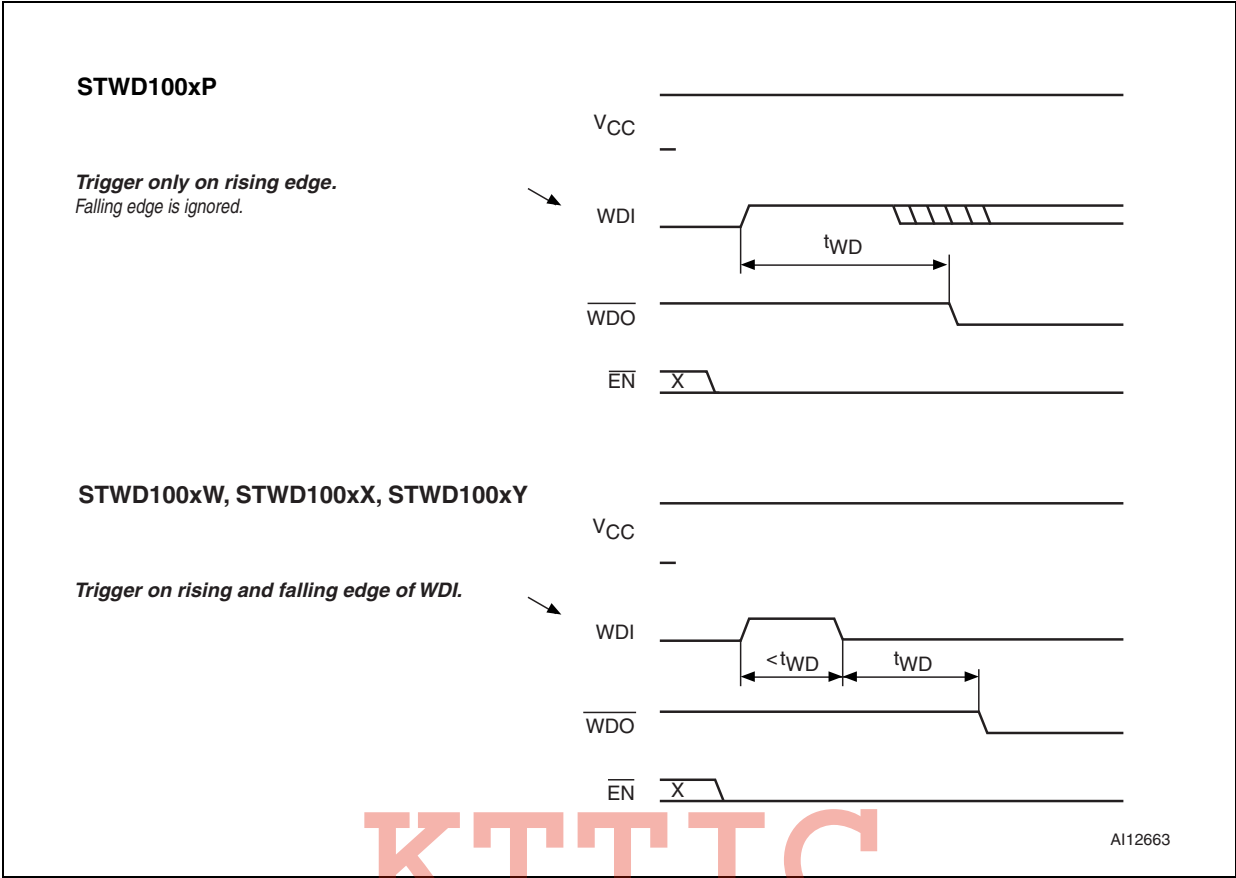 STWD100xP
VCC
Trigger only on rising edge.
Falling edge is ignored.
WDI
tWD
WDO
EN
X
STWD100xW, STWD100xX, STWD100xY
VCC
Trigger on rising and falling edge of WDI.
WDI
<tWD
tWD
WDO
EN
X
AI12663
KTTIC